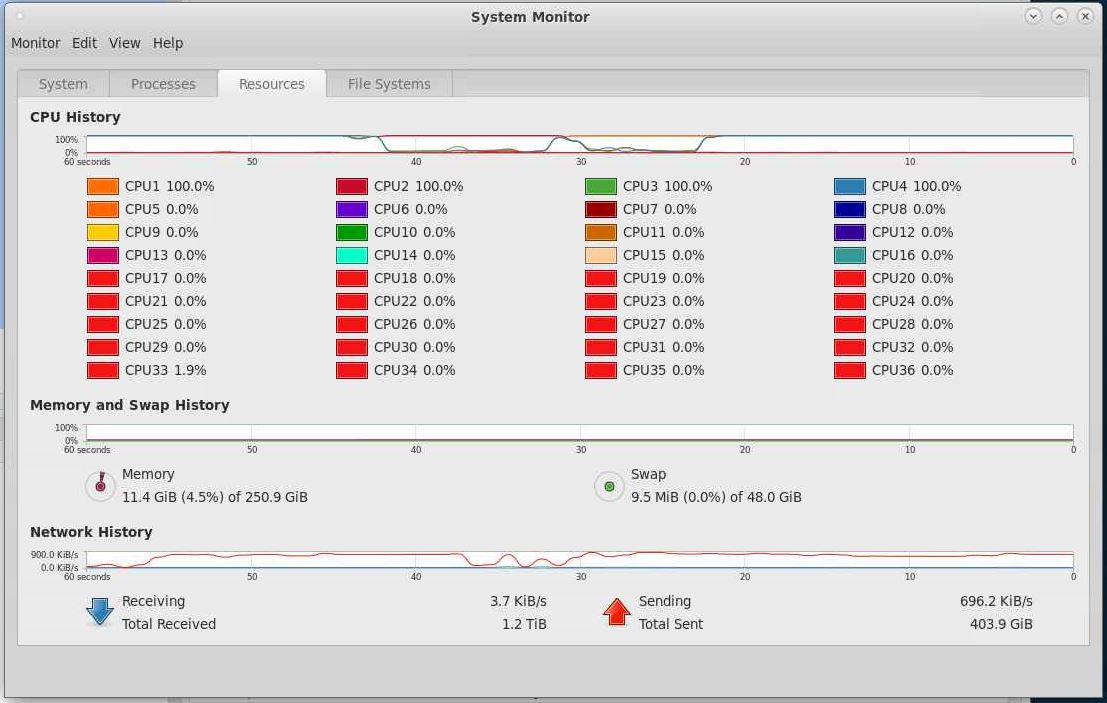 System Monitor
Monitor Edit View Help
System Processes Resources File Systems
CPU History
100%
0%
60 seconds 50 40 30 20 10 0
CPU1 100.0% CPU2 100.0% CPU3 100.0% CPU4 100.0%
CPU5 0.0% CPU6 0.0% CPU7 0.0% CPU8 0.0%
CPU9 0.0% CPU10 0.0% CPU11 0.0% CPU12 0.0%
CPU13 0.0% CPU14 0.0% CPU15 0.0% CPU16 0.0%
CPU17 0.0% CPU18 0.0% CPU19 0.0% CPU20 0.0%
CPU21 0.0% CPU22 0.0% CPU23 0.0% CPU24 0.0%
CPU25 0.0% CPU26 0.0% CPU27 0.0% CPU28 0.0%
CPU29 0.0% CPU30 0.0% CPU31 0.0% CPU32 0.0%
CPU33 1.9% CPU34 0.0% CPU35 0.0% CPU36 0.0%
Memory and Swap History
100%
0%
60 seconds 50 40 30 20 10 0
Memory Swap
11.4 GiB (4.5%) of 250.9 GiB 9.5 MiB (0.0%) of 48.0 GiB
Network History
900.0 KiB/s
0.0 KiB/s
60 seconds 50 40 30 20 10 0
Receiving 3.7 KiB/s Sending 696.2 KiB/s
Total Received 1.2 TiB Total Sent 403.9 GiB